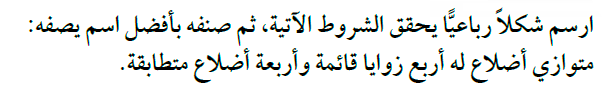 ارسم شكلاً رباعيًّا يحقق الشروط الآتية، ثم صنفه بأفضل اسم يصفه:
متوازي أضلاع له أربع زوايا قائمة وأربعة أضلاع متطابقة.